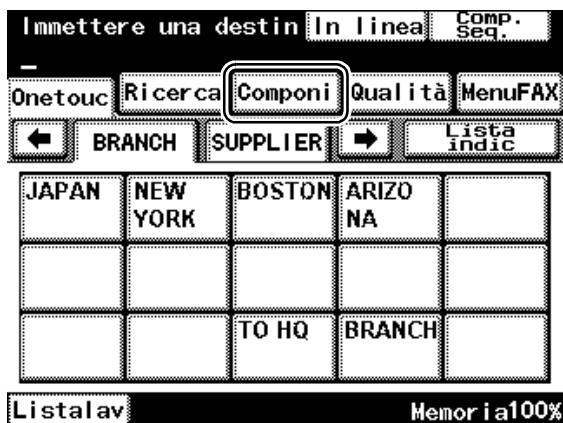 Immettere una destin In linea Comp. Seq.
Onetouc Ricerca Componi Qualità MenuFAX
BRANCH SUPPLIER Lista indic
JAPAN NEW YORK BOSTON ARIZO NA
TO HQ BRANCH
Listalav Memoria100%